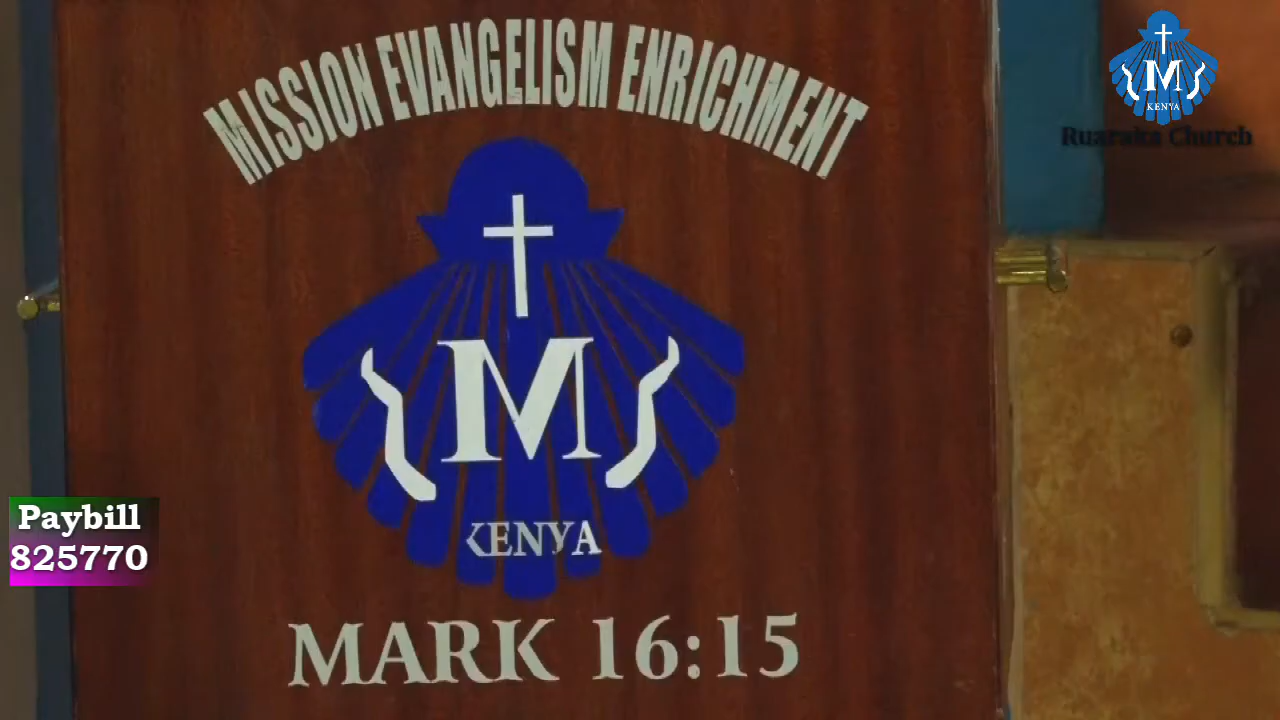 MISSION EVANGELISM ENRICHMENT
M
KENYA
MARK 16:15
M
KENYA
Ruaraka Church
Paybill
825770